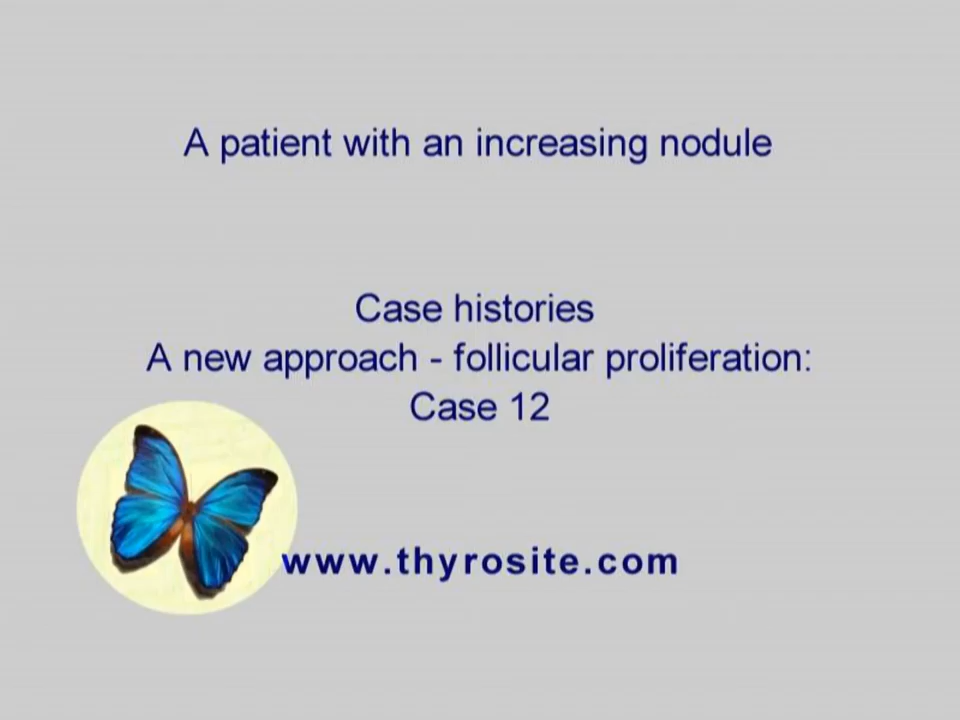 A patient with an increasing nodule
Case histories
A new approach - follicular proliferation:
Case 12
www.thyrosite.com